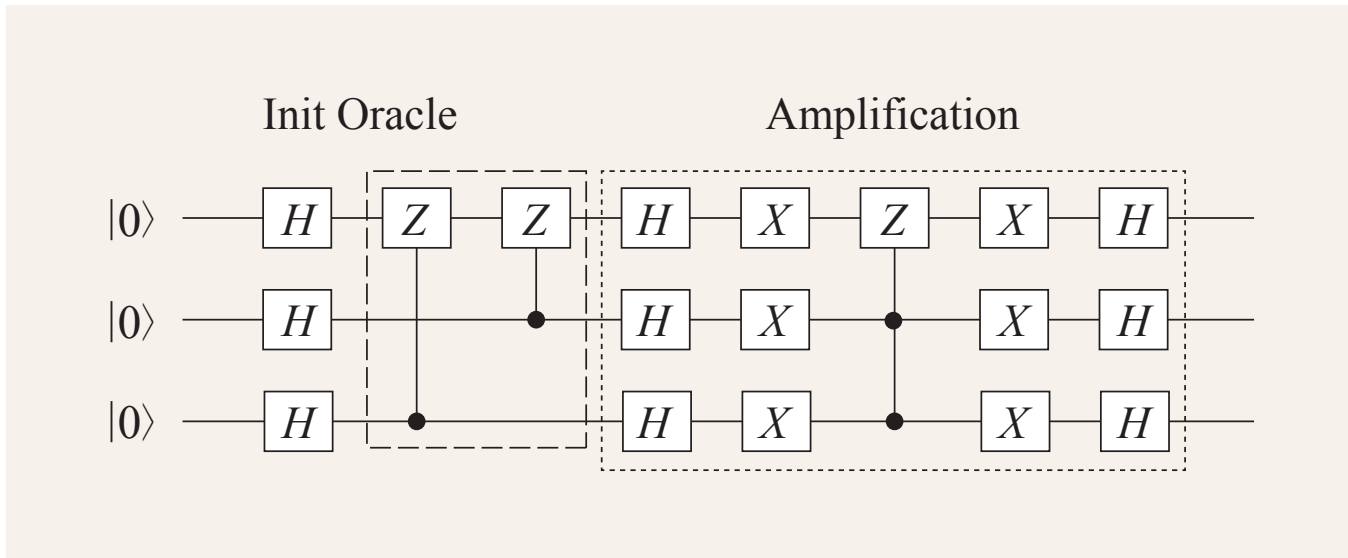 Init Oracle Amplification
|0⟩ H Z Z H X Z X H
|0⟩ H H X X H
|0⟩ H H X X H